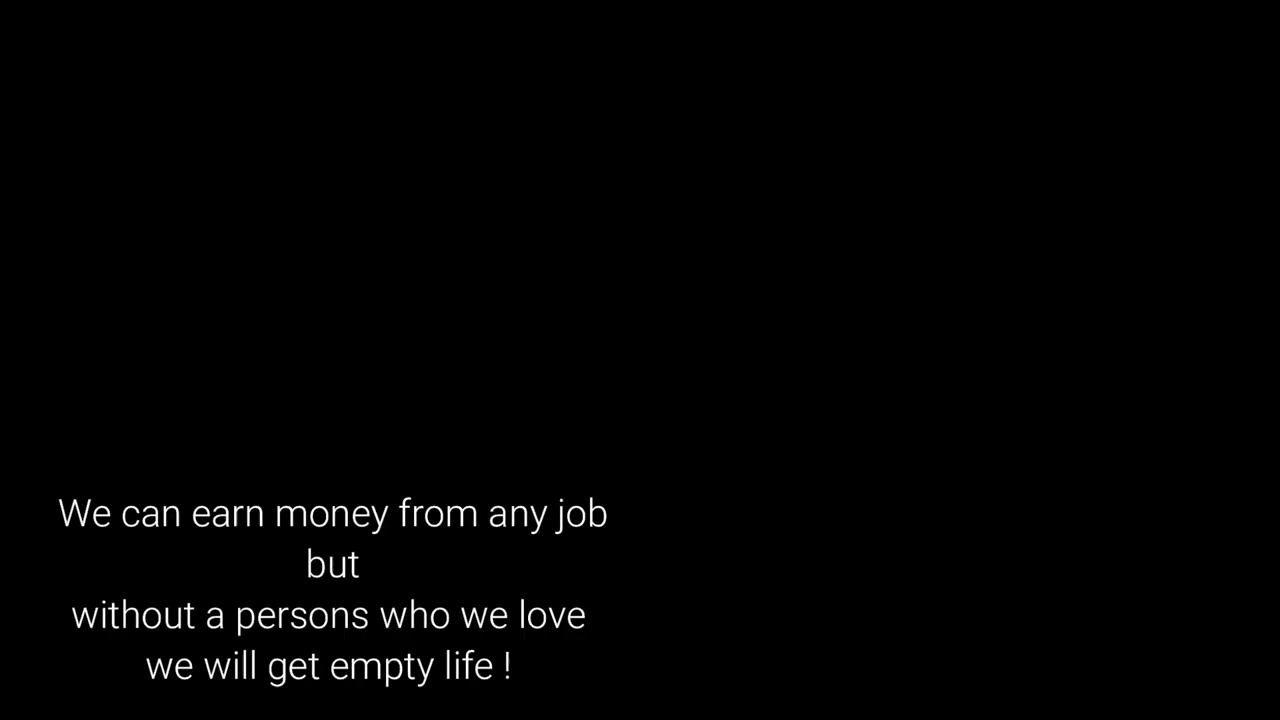 We can earn money from any job
but
without a persons who we love
we will get empty life !